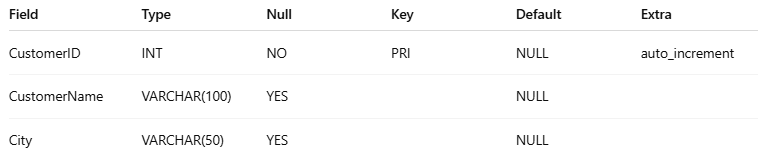 Field Type Null Key Default Extra
CustomerID INT NO PRI NULL auto_increment
CustomerName VARCHAR(100) YES NULL
City VARCHAR(50) YES NULL